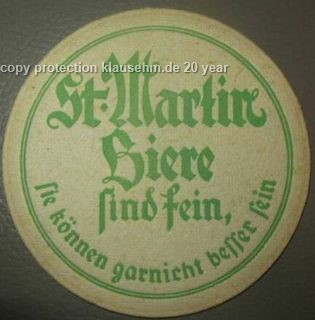 copy protection klausehm.de 20 year
St. Martin
Biere
sind fein,
sie können garnicht besser sein